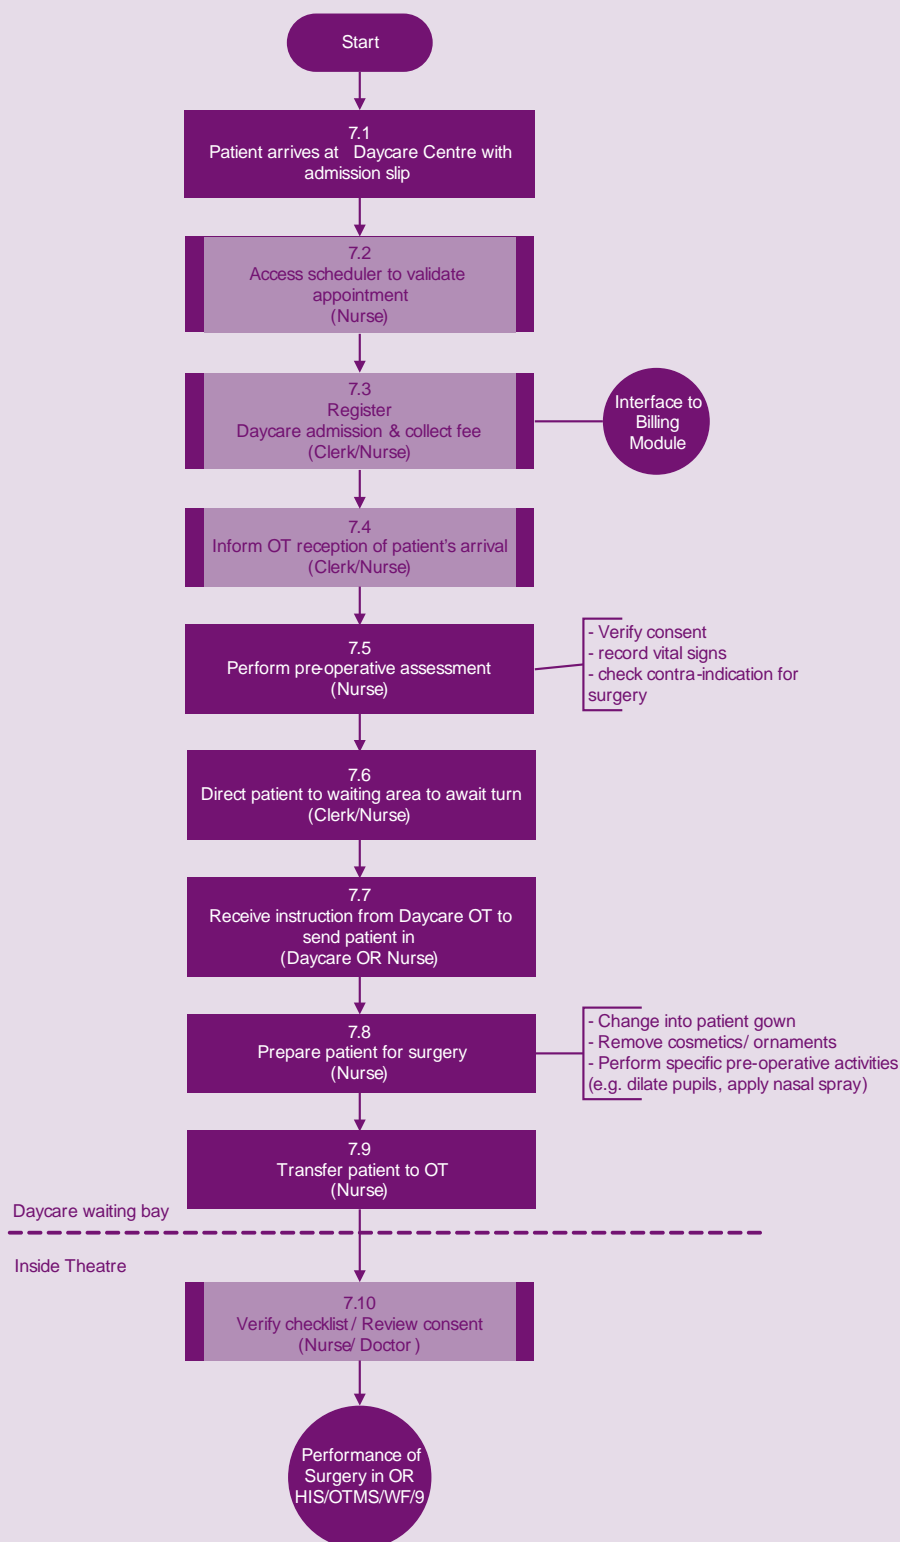 Start
7.1
Patient arrives at Daycare Centre with
admission slip
7.2
Access scheduler to validate
appointment
(Nurse)
7.3
Register
Daycare admission & collect fee
(Clerk/Nurse)
Interface to
Billing
Module
7.4
Inform OT reception of patient's arrival
(Clerk/Nurse)
7.5
Perform pre-operative assessment
(Nurse)
- Verify consent
- record vital signs
- check contra-indication for
surgery
7.6
Direct patient to waiting area to await turn
(Clerk/Nurse)
7.7
Receive instruction from Daycare OT to
send patient in
(Daycare OR Nurse)
7.8
Prepare patient for surgery
(Nurse)
- Change into patient gown
- Remove cosmetics/ ornaments
- Perform specific pre-operative activities
(e.g. dilate pupils, apply nasal spray)
7.9
Transfer patient to OT
(Nurse)
Daycare waiting bay
Inside Theatre
7.10
Verify checklist / Review consent
(Nurse/ Doctor )
Performance of
Surgery in OR
HIS/OTMS/WF/9